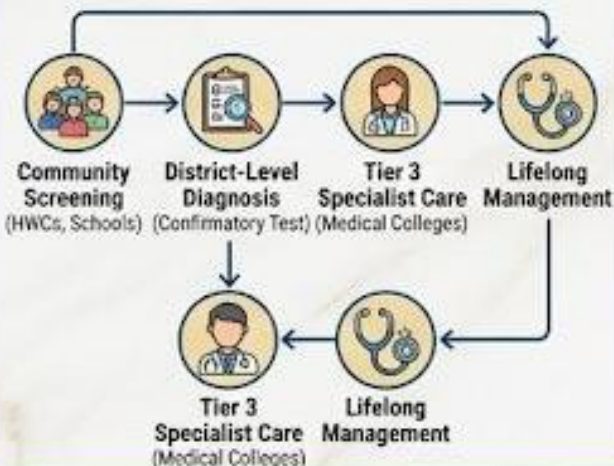 Community
Screening
(HWCs, Schools)
District-Level
Diagnosis
(Confirmatory Test)
Tier 3
Specialist Care
(Medical Colleges)
Lifelong
Management
Tier 3
Specialist Care
(Medical Colleges)
Lifelong
Management